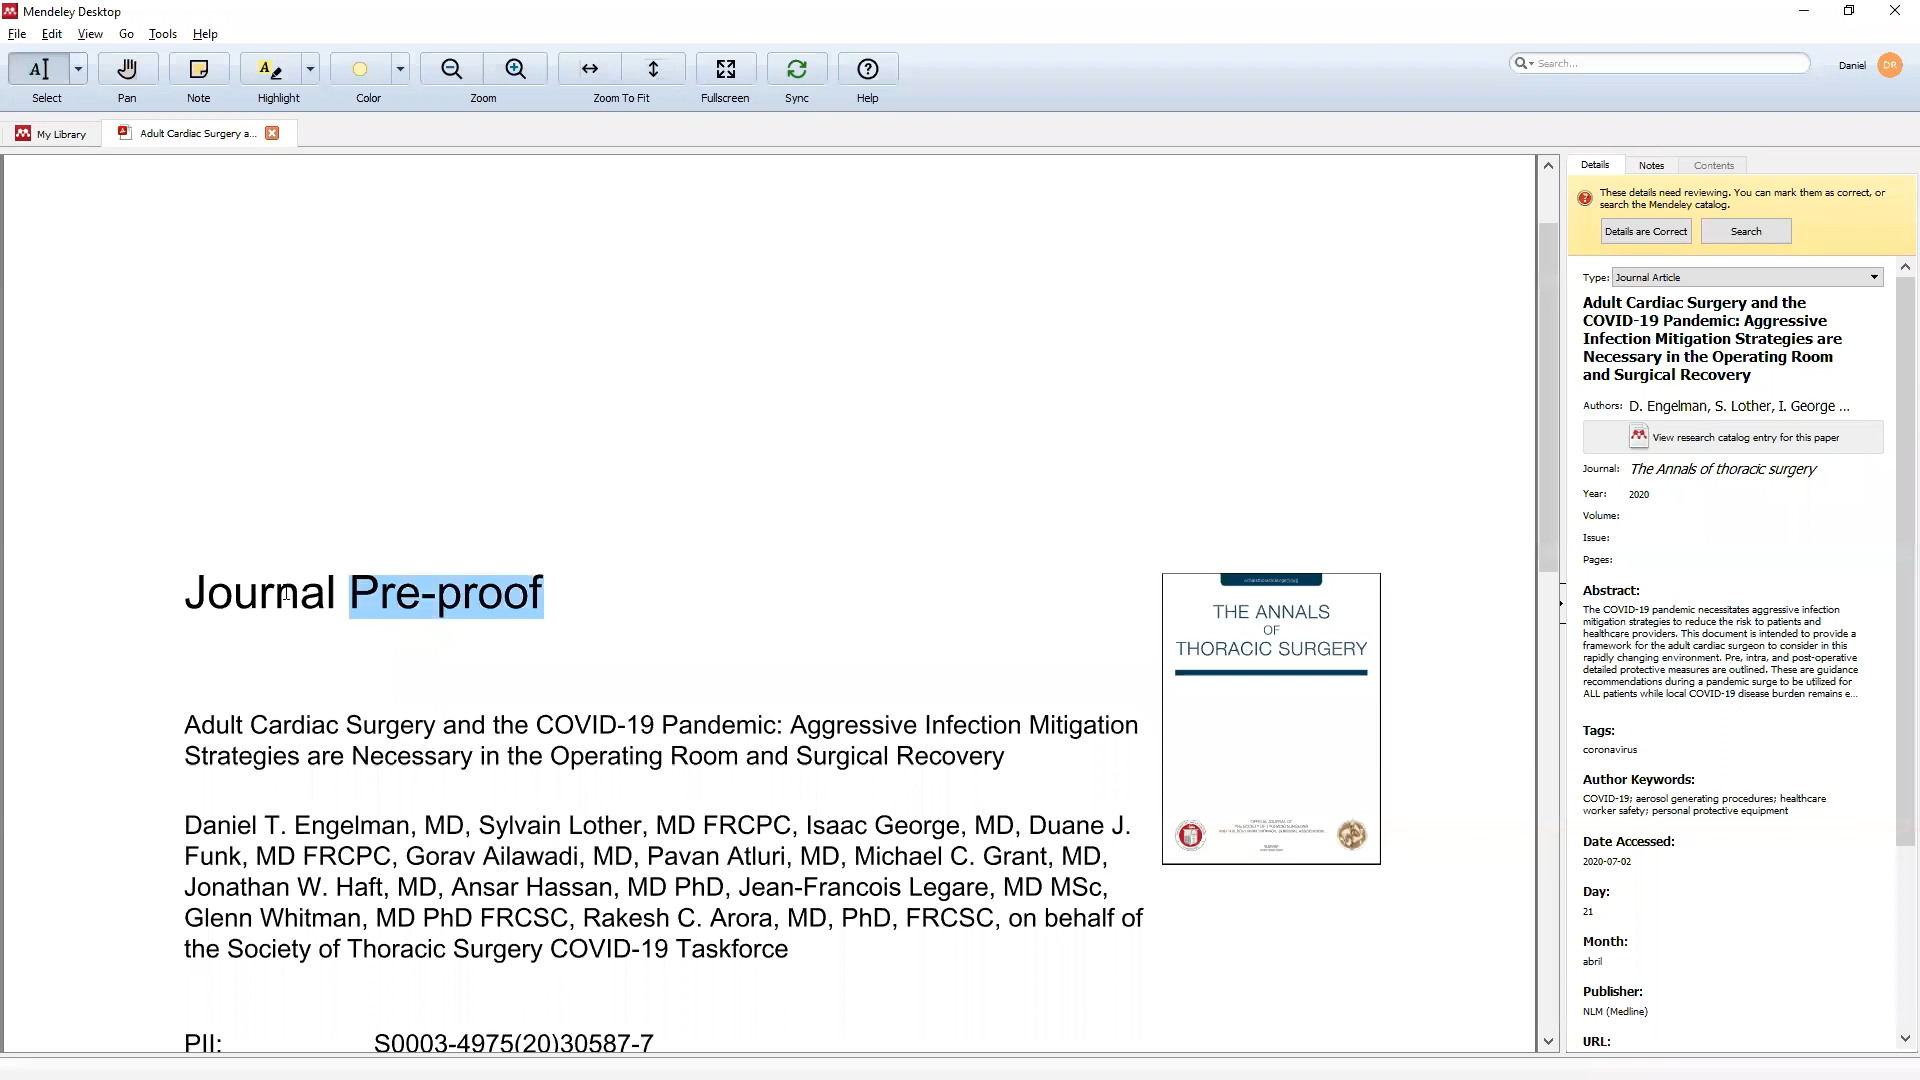 Mendeley Desktop
File Edit View Go Tools Help
Search...
Daniel DR
Select Pan Note Highlight Color Zoom Zoom To Fit Fullscreen Sync Help
My Library
Adult Cardiac Surgery a...
Journal Pre-proof
THE ANNALS
OF
THORACIC SURGERY
Adult Cardiac Surgery and the COVID-19 Pandemic: Aggressive Infection Mitigation
Strategies are Necessary in the Operating Room and Surgical Recovery
Daniel T. Engelman, MD, Sylvain Lother, MD FRCPC, Isaac George, MD, Duane J.
Funk, MD FRCPC, Gorav Ailawadi, MD, Pavan Atluri, MD, Michael C. Grant, MD,
Jonathan W. Haft, MD, Ansar Hassan, MD PhD, Jean-Francois Legare, MD MSc,
Glenn Whitman, MD PhD FRCSC, Rakesh C. Arora, MD, PhD, FRCSC, on behalf of
the Society of Thoracic Surgery COVID-19 Taskforce
PII: S0003-4975(20)30587-7
Details Notes Contents
These details need reviewing. You can mark them as correct, or
search the Mendeley catalog.
Details are Correct Search
Type: Journal Article
Adult Cardiac Surgery and the
COVID-19 Pandemic: Aggressive
Infection Mitigation Strategies are
Necessary in the Operating Room
and Surgical Recovery
Authors: D. Engelman, S. Lother, I. George ...
View research catalog entry for this paper
Journal: The Annals of thoracic surgery
Year: 2020
Volume:
Issue:
Pages:
Abstract:
The COVID-19 pandemic necessitates aggressive infection
mitigation strategies to reduce the risk to patients and
healthcare providers. This document is intended to provide a
framework for the adult cardiac surgeon to consider in this
rapidly changing environment. Pre, intra, and post-operative
detailed protective measures are outlined. These are guidance
recommendations during a pandemic surge to be utilized for
ALL patients while local COVID-19 disease burden remains e...
Tags:
coronavirus
Author Keywords:
COVID-19; aerosol generating procedures; healthcare
worker safety; personal protective equipment
Date Accessed:
2020-07-02
Day:
21
Month:
abril
Publisher:
NLM (Medline)
URL: